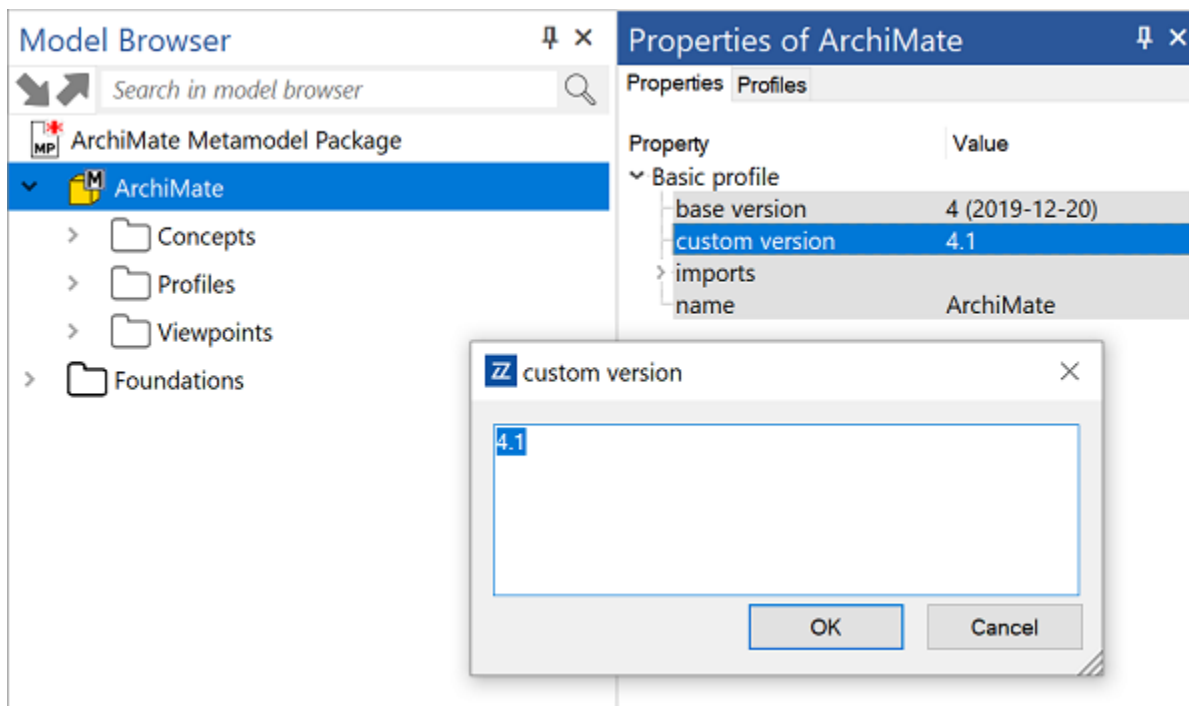 Model Browser
Search in model browser
MP ArchiMate Metamodel Package
M ArchiMate
Concepts
Profiles
Viewpoints
Foundations
Properties of ArchiMate
Properties Profiles
Property Value
Basic profile
base version 4 (2019-12-20)
custom version 4.1
imports
name ArchiMate
custom version
4.1
OK Cancel